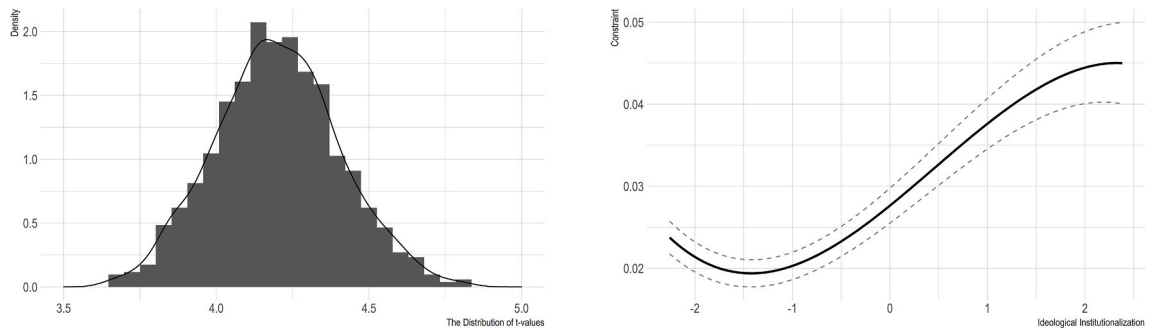 Density
2.0
1.5
1.0
0.5
0.0
3.5 4.0 4.5 5.0
The Distribution of t-values
Constraint
0.05
0.04
0.03
0.02
-2 -1 0 1 2
Ideological Institutionalization